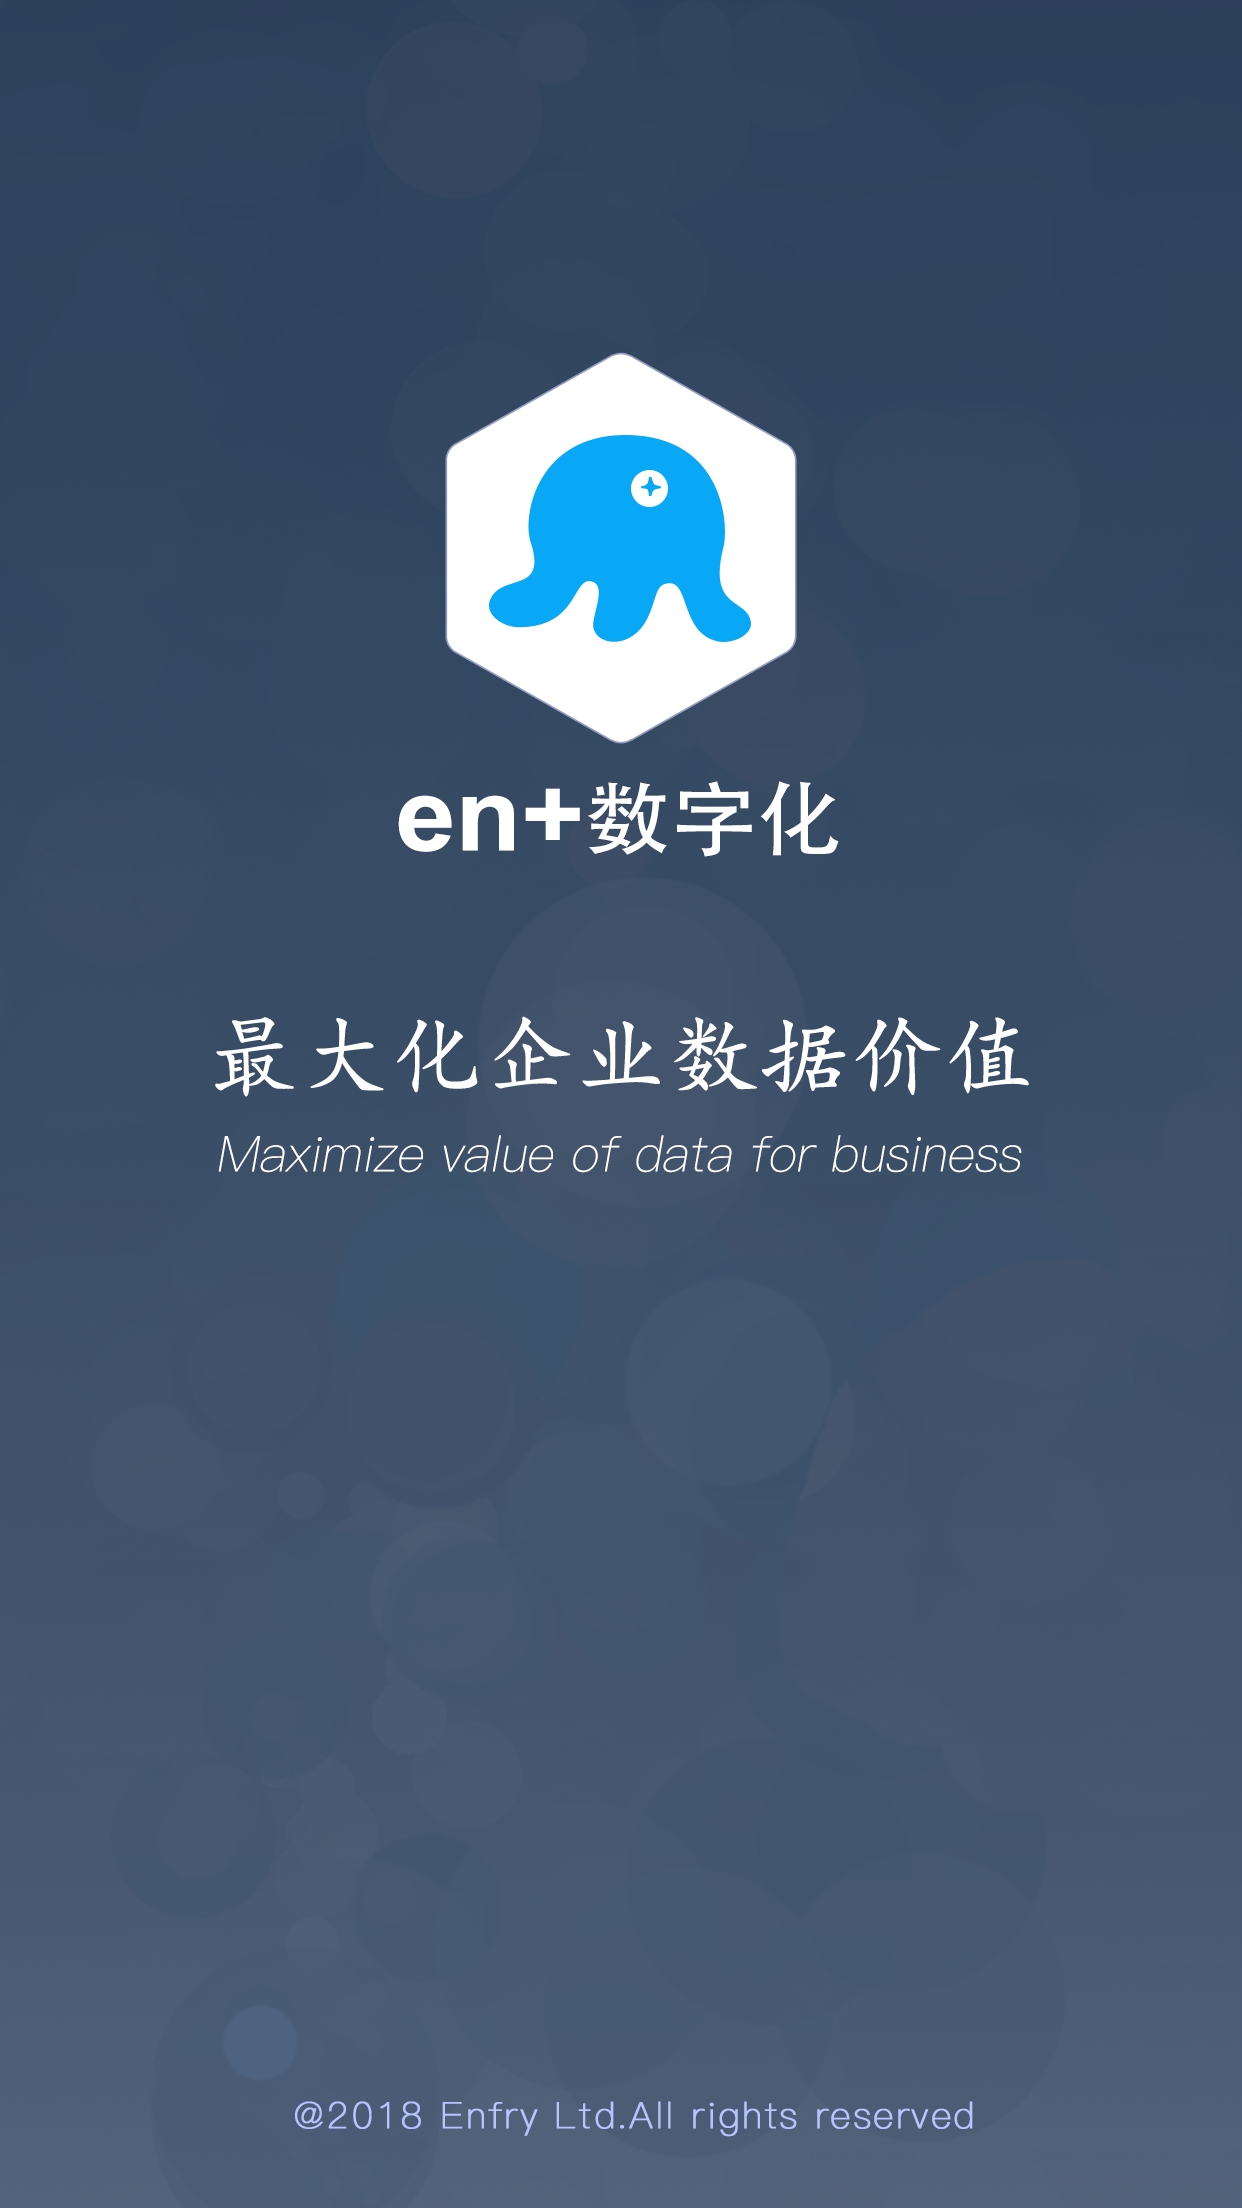 en+数字化
最大化企业数据价值
Maximize value of data for business
@2018 Enfry Ltd.All rights reserved